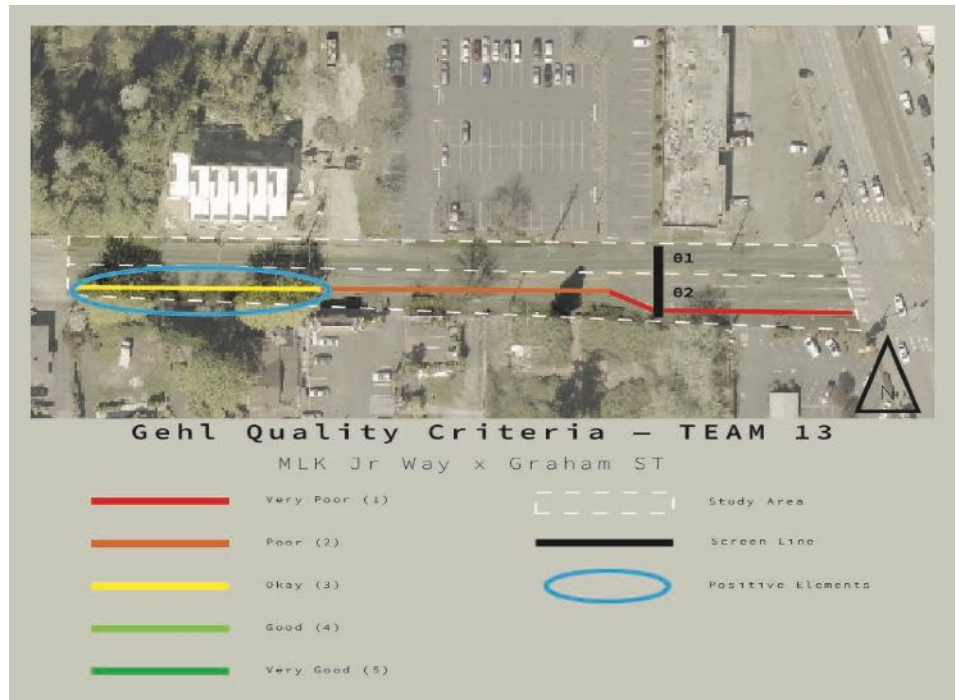 01
02
N
Gehl Quality Criteria — TEAM 13
MLK Jr Way x Graham ST
Very Poor (1)
Poor (2)
Okay (3)
Good (4)
Very Good (5)
Study Area
Screen Line
Positive Elements